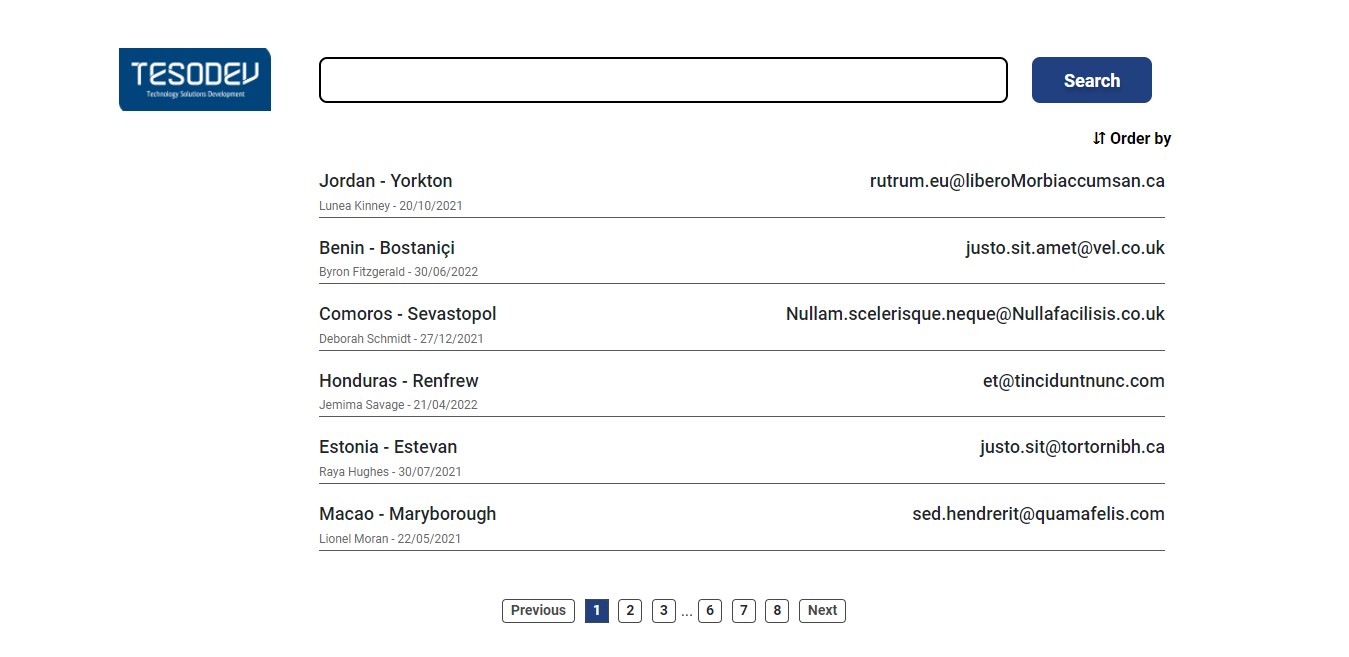 TESODEV
Technology Solutions Development
Search
Order by
Jordan - Yorkton
rutrum.eu@liberoMorbiaccumsan.ca
Lunea Kinney - 20/10/2021
Benin - Bostaniçi
justo.sit.amet@vel.co.uk
Byron Fitzgerald - 30/06/2022
Comoros - Sevastopol
Nullam.scelerisque.neque@Nullafacilisis.co.uk
Deborah Schmidt - 27/12/2021
Honduras - Renfrew
et@tinciduntnunc.com
Jemima Savage - 21/04/2022
Estonia - Estevan
justo.sit@tortornibh.ca
Raya Hughes - 30/07/2021
Macao - Maryborough
sed.hendrerit@quamafelis.com
Lionel Moran - 22/05/2021
Previous 1 2 3 ... 6 7 8 Next